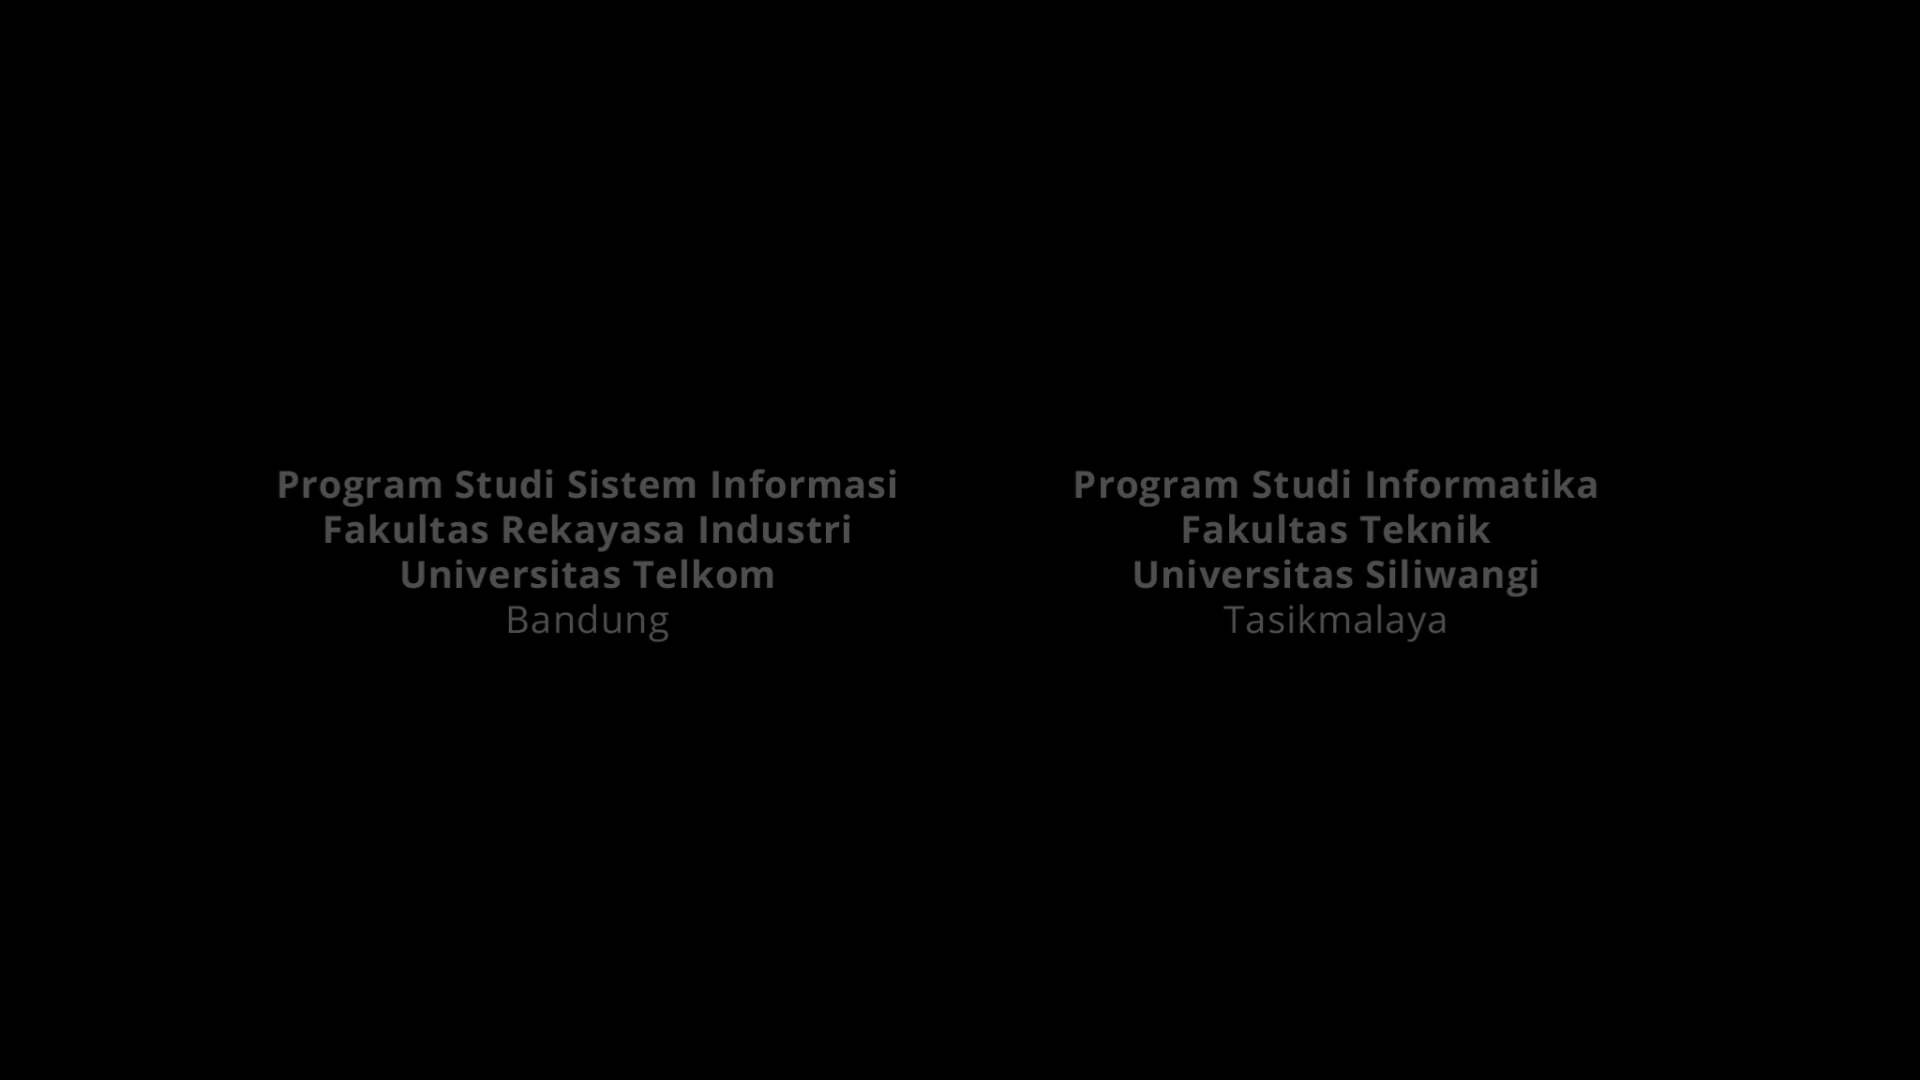 Program Studi Sistem Informasi
Fakultas Rekayasa Industri
Universitas Telkom
Bandung
Program Studi Informatika
Fakultas Teknik
Universitas Siliwangi
Tasikmalaya